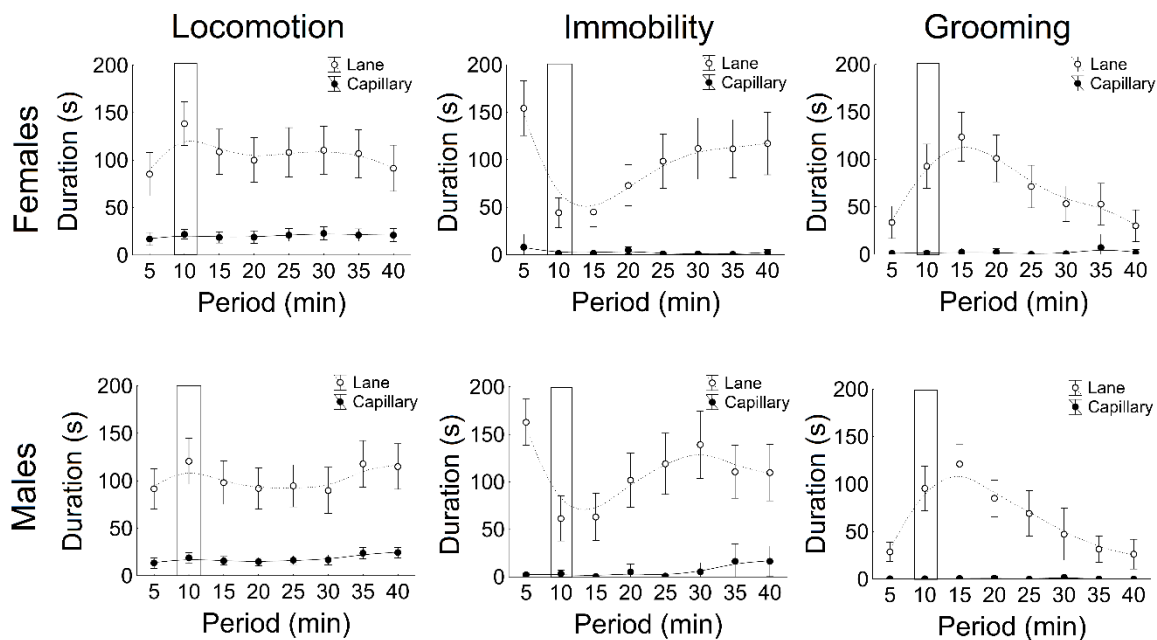 Locomotion Immobility Grooming
Females
Duration (s)
200
150
100
50
0
Lane
Capillary
5 10 15 20 25 30 35 40
Period (min)
Duration (s)
200
150
100
50
0
Lane
Capillary
5 10 15 20 25 30 35 40
Period (min)
Duration (s)
200
150
100
50
0
Lane
Capillary
5 10 15 20 25 30 35 40
Period (min)
Males
Duration (s)
200
150
100
50
0
Lane
Capillary
5 10 15 20 25 30 35 40
Period (min)
Duration (s)
200
150
100
50
0
Lane
Capillary
5 10 15 20 25 30 35 40
Period (min)
Duration (s)
200
150
100
50
0
Lane
Capillary
5 10 15 20 25 30 35 40
Period (min)